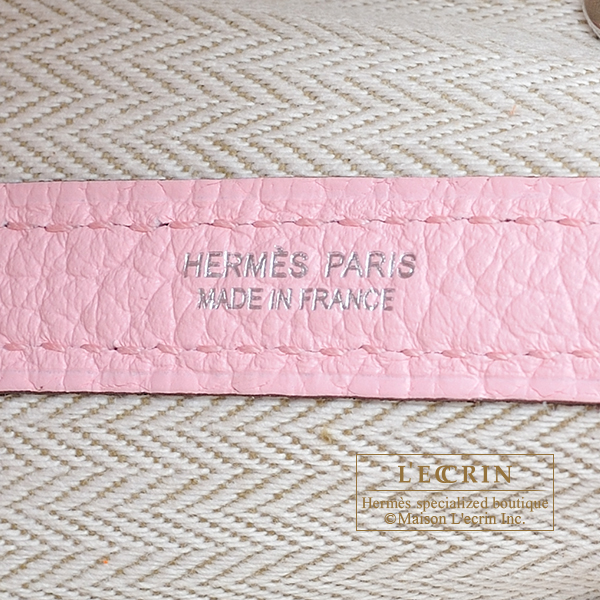 HERMÈS PARIS
MADE IN FRANCE
LECRIN
Hermès specialized boutique
©Maison L'ecrin Inc.